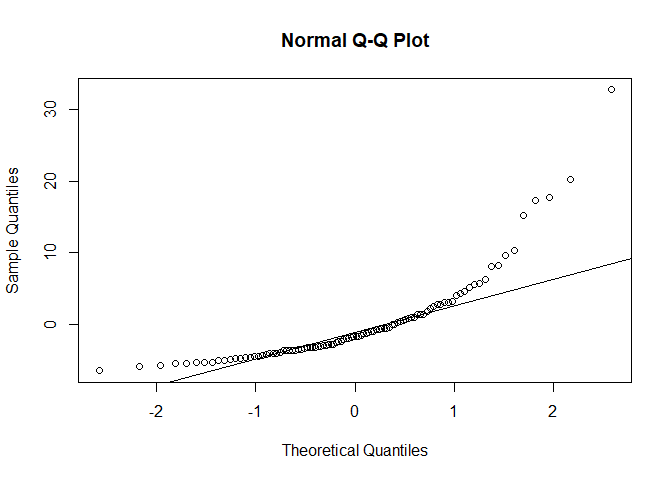 Normal Q-Q Plot
30
20
10
0
Sample Quantiles
-2 -1 0 1 2
Theoretical Quantiles